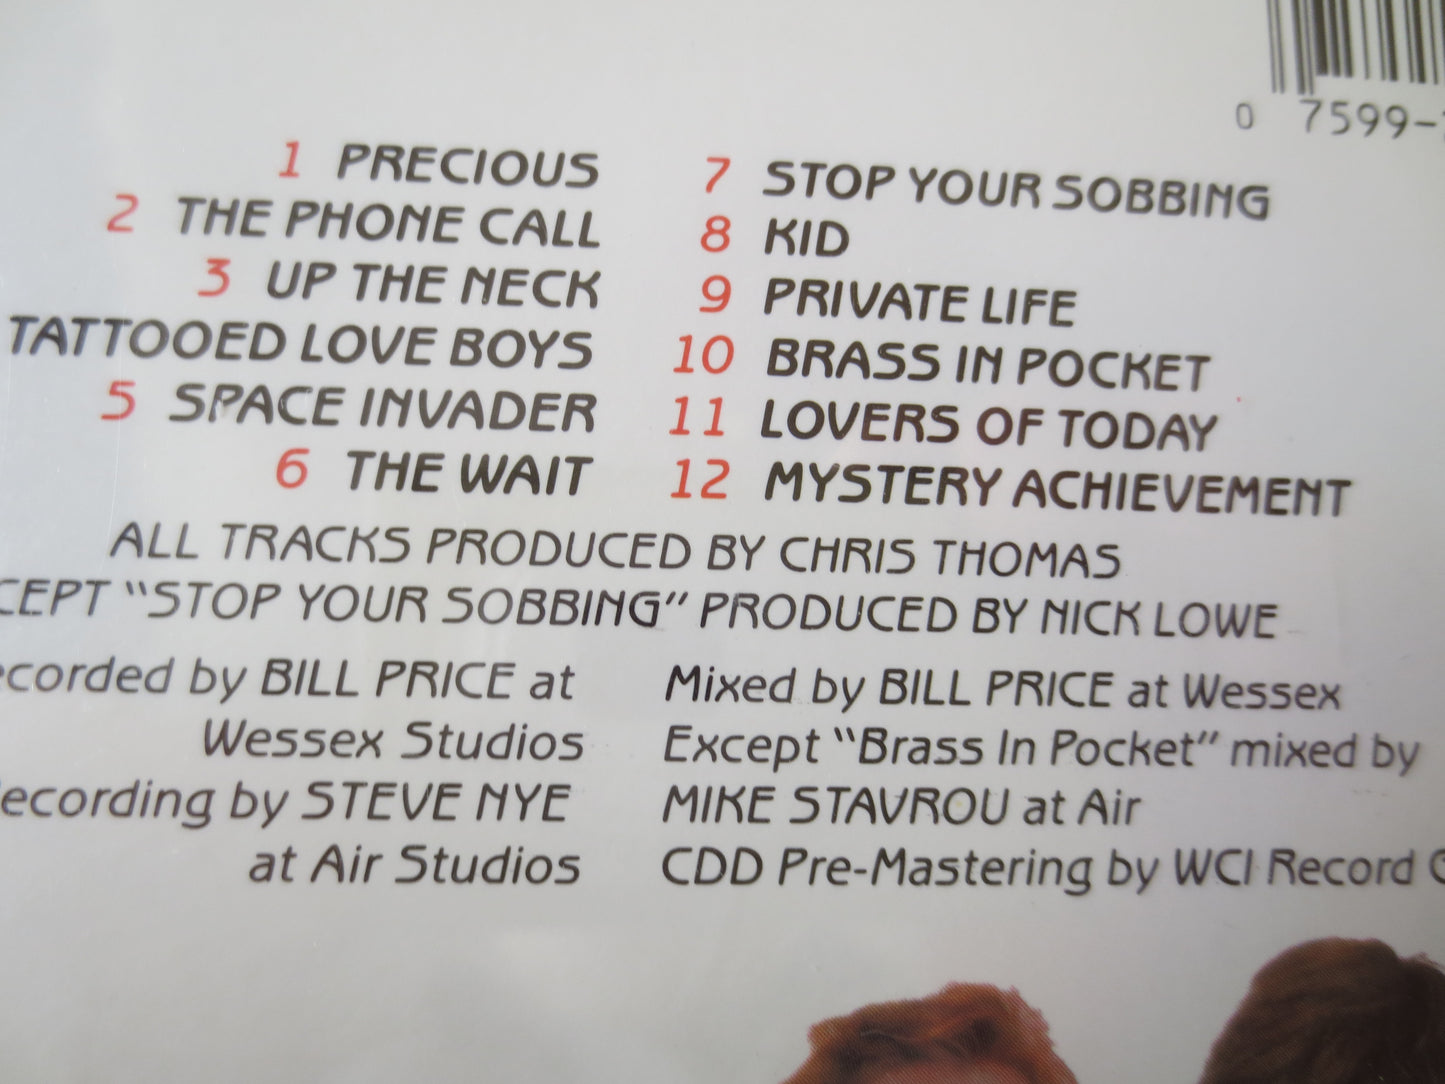 0 7599-
1 PRECIOUS
2 THE PHONE CALL
3 UP THE NECK
TATTOOED LOVE BOYS
5 SPACE INVADER
6 THE WAIT
7 STOP YOUR SOBBING
8 KID
9 PRIVATE LIFE
10 BRASS IN POCKET
11 LOVERS OF TODAY
12 MYSTERY ACHIEVEMENT
ALL TRACKS PRODUCED BY CHRIS THOMAS
"STOP YOUR SOBBING" PRODUCED BY NICK LOWE
by BILL PRICE at
Wessex Studios
by STEVE NYE
at Air Studios
Mixed by BILL PRICE at Wessex
Except "Brass In Pocket" mixed by
MIKE STAVROU at Air
CDD Pre-Mastering by WCI Record